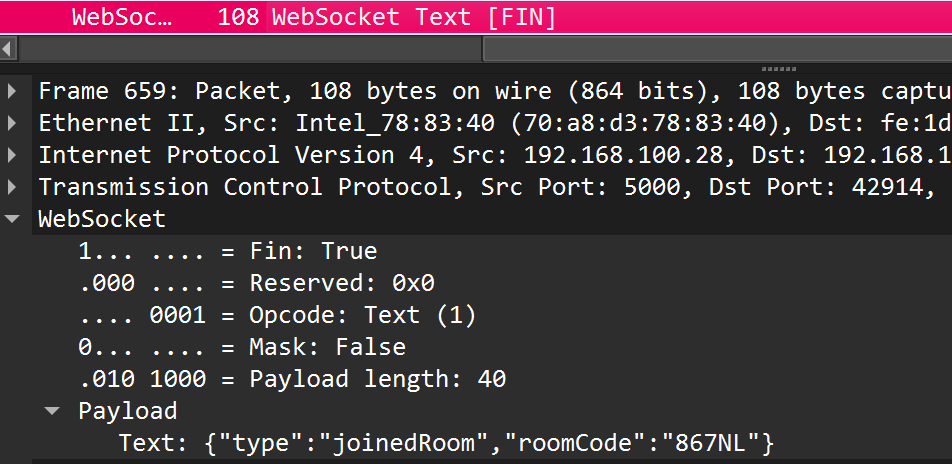 WebSoc… 108 WebSocket Text [FIN]
Frame 659: Packet, 108 bytes on wire (864 bits), 108 bytes captu
Ethernet II, Src: Intel_78:83:40 (70:a8:d3:78:83:40), Dst: fe:1d
Internet Protocol Version 4, Src: 192.168.100.28, Dst: 192.168.1
Transmission Control Protocol, Src Port: 5000, Dst Port: 42914,
WebSocket
1... .... = Fin: True
.000 .... = Reserved: 0x0
.... 0001 = Opcode: Text (1)
0... .... = Mask: False
.010 1000 = Payload length: 40
Payload
Text: {"type":"joinedRoom","roomCode":"867NL"}